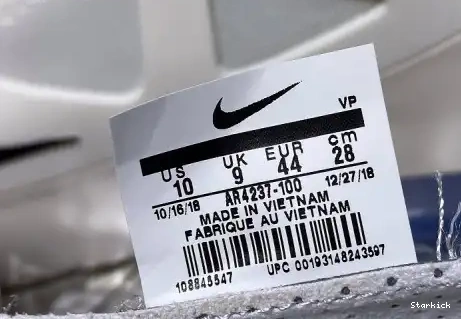 VP
US UK EUR cm
10 9 44 28
10/16/18 AR4237-100 12/27/18
MADE IN VIETNAM
FABRIQUE AU VIETNAM
108845547 UPC 00193148243597
Starkick